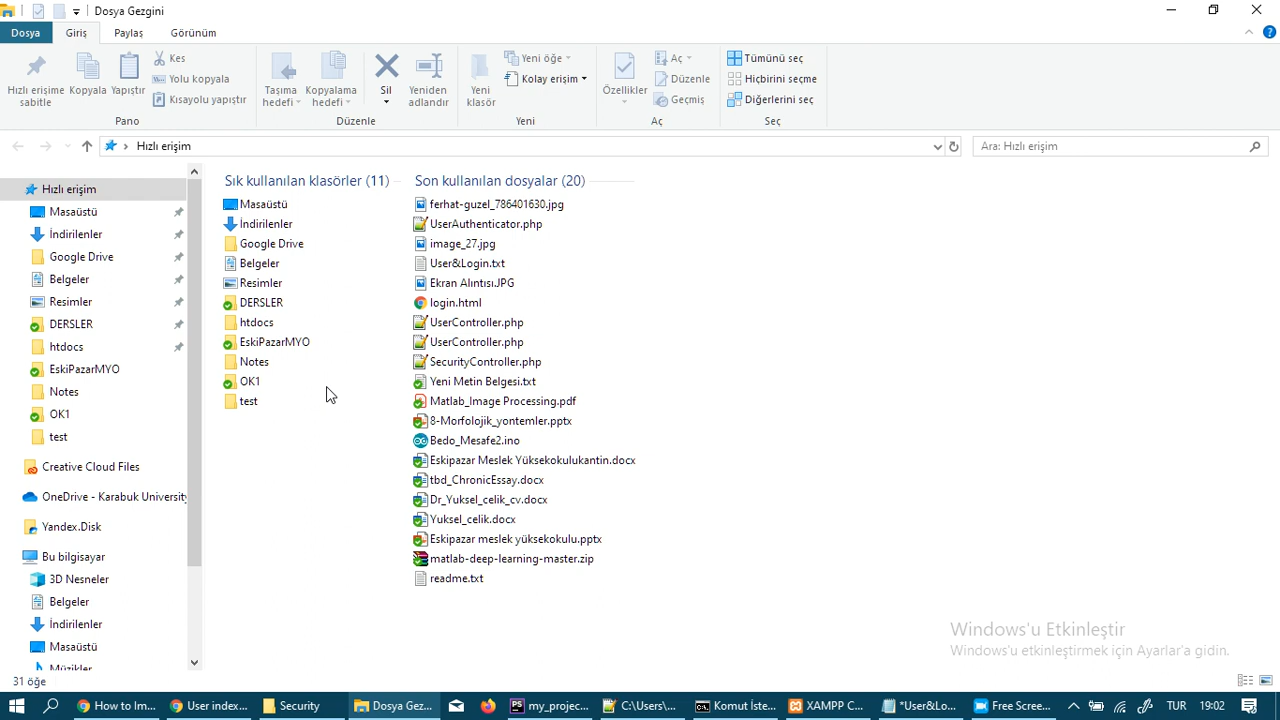 Dosya Gezgini
Dosya Giriş Paylaş Görünüm
Hızlı erişime sabitle
Kopyala
Yapıştır
Kes
Yolu kopyala
Kısayolu yapıştır
Pano
Taşıma hedefi
Kopyalama hedefi
Sil
Yeniden adlandır
Düzenle
Yeni klasör
Yeni öğe
Kolay erişim
Yeni
Özellikler
Aç
Düzenle
Geçmiş
Aç
Tümünü seç
Hiçbirini seçme
Diğerlerini seç
Seç
Hızlı erişim
Ara: Hızlı erişim
Hızlı erişim
Masaüstü
İndirilenler
Google Drive
Belgeler
Resimler
DERSLER
htdocs
EskiPazarMYO
Notes
OK1
test
Creative Cloud Files
OneDrive - Karabuk University
Yandex.Disk
Bu bilgisayar
3D Nesneler
Belgeler
İndirilenler
Masaüstü
Müzikler
Sık kullanılan klasörler (11)
Masaüstü
İndirilenler
Google Drive
Belgeler
Resimler
DERSLER
htdocs
EskiPazarMYO
Notes
OK1
test
Son kullanılan dosyalar (20)
ferhat-guzel_786401630.jpg
UserAuthenticator.php
image_27.jpg
User&Login.txt
Ekran Alıntısı.JPG
login.html
UserController.php
UserController.php
SecurityController.php
Yeni Metin Belgesi.txt
Matlab_Image Processing.pdf
8-Morfolojik_yontemler.pptx
Bedo_Mesafe2.ino
Eskipazar Meslek Yüksekokulukantin.docx
tbd_ChronicEssay.docx
Dr_Yuksel_celik_cv.docx
Yuksel_celik.docx
Eskipazar meslek yüksekokulu.pptx
matlab-deep-learning-master.zip
readme.txt
Windows'u Etkinleştir
Windows'u etkinleştirmek için Ayarlar'a gidin.
31 öğe
How to Im...
User index...
Security
Dosya Gez...
my_projec...
C:\Users\...
Komut İste...
XAMPP C...
*User&Lo...
Free Scree...
TUR
19:02